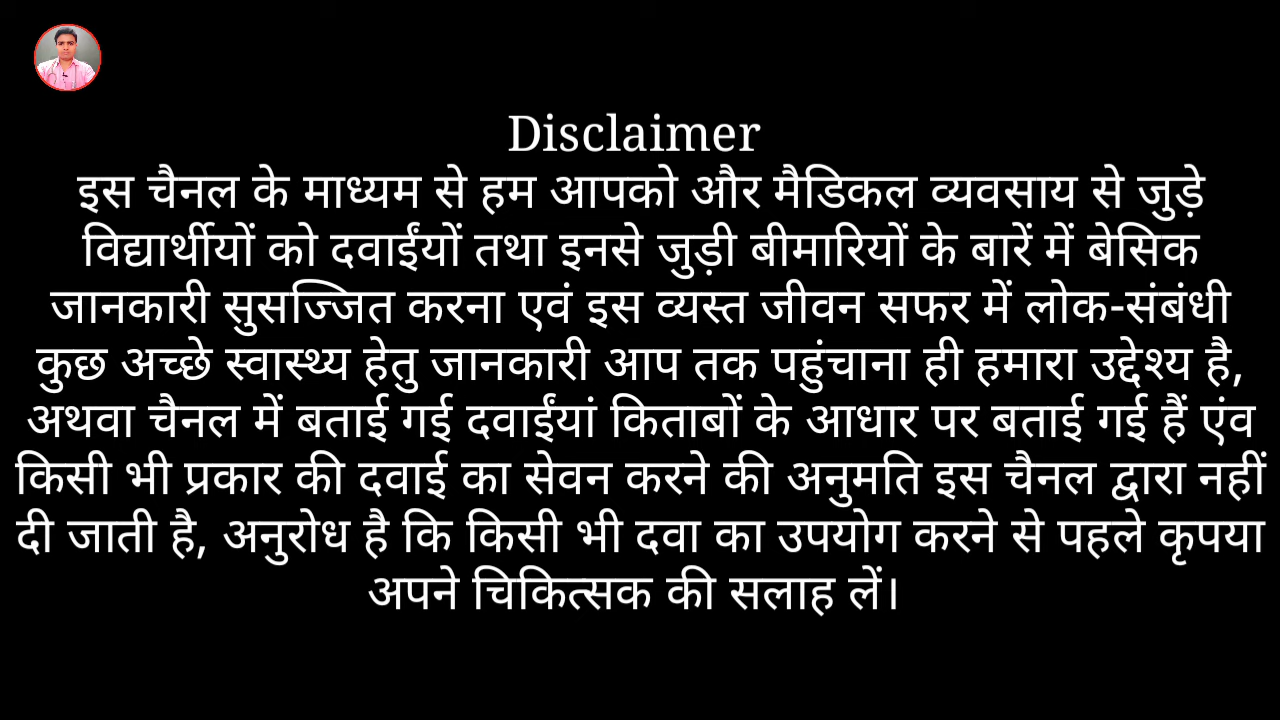 Disclaimer
इस चैनल के माध्यम से हम आपको और मैडिकल व्यवसाय से जुड़े
विद्यार्थीयों को दवाईंयों तथा इनसे जुड़ी बीमारियों के बारें में बेसिक
जानकारी सुसज्जित करना एवं इस व्यस्त जीवन सफर में लोक-संबंधी
कुछ अच्छे स्वास्थ्य हेतु जानकारी आप तक पहुंचाना ही हमारा उद्देश्य है,
अथवा चैनल में बताई गई दवाईंयां किताबों के आधार पर बताई गई हैं एंव
किसी भी प्रकार की दवाई का सेवन करने की अनुमति इस चैनल द्वारा नहीं
दी जाती है, अनुरोध है कि किसी भी दवा का उपयोग करने से पहले कृपया
अपने चिकित्सक की सलाह लें।